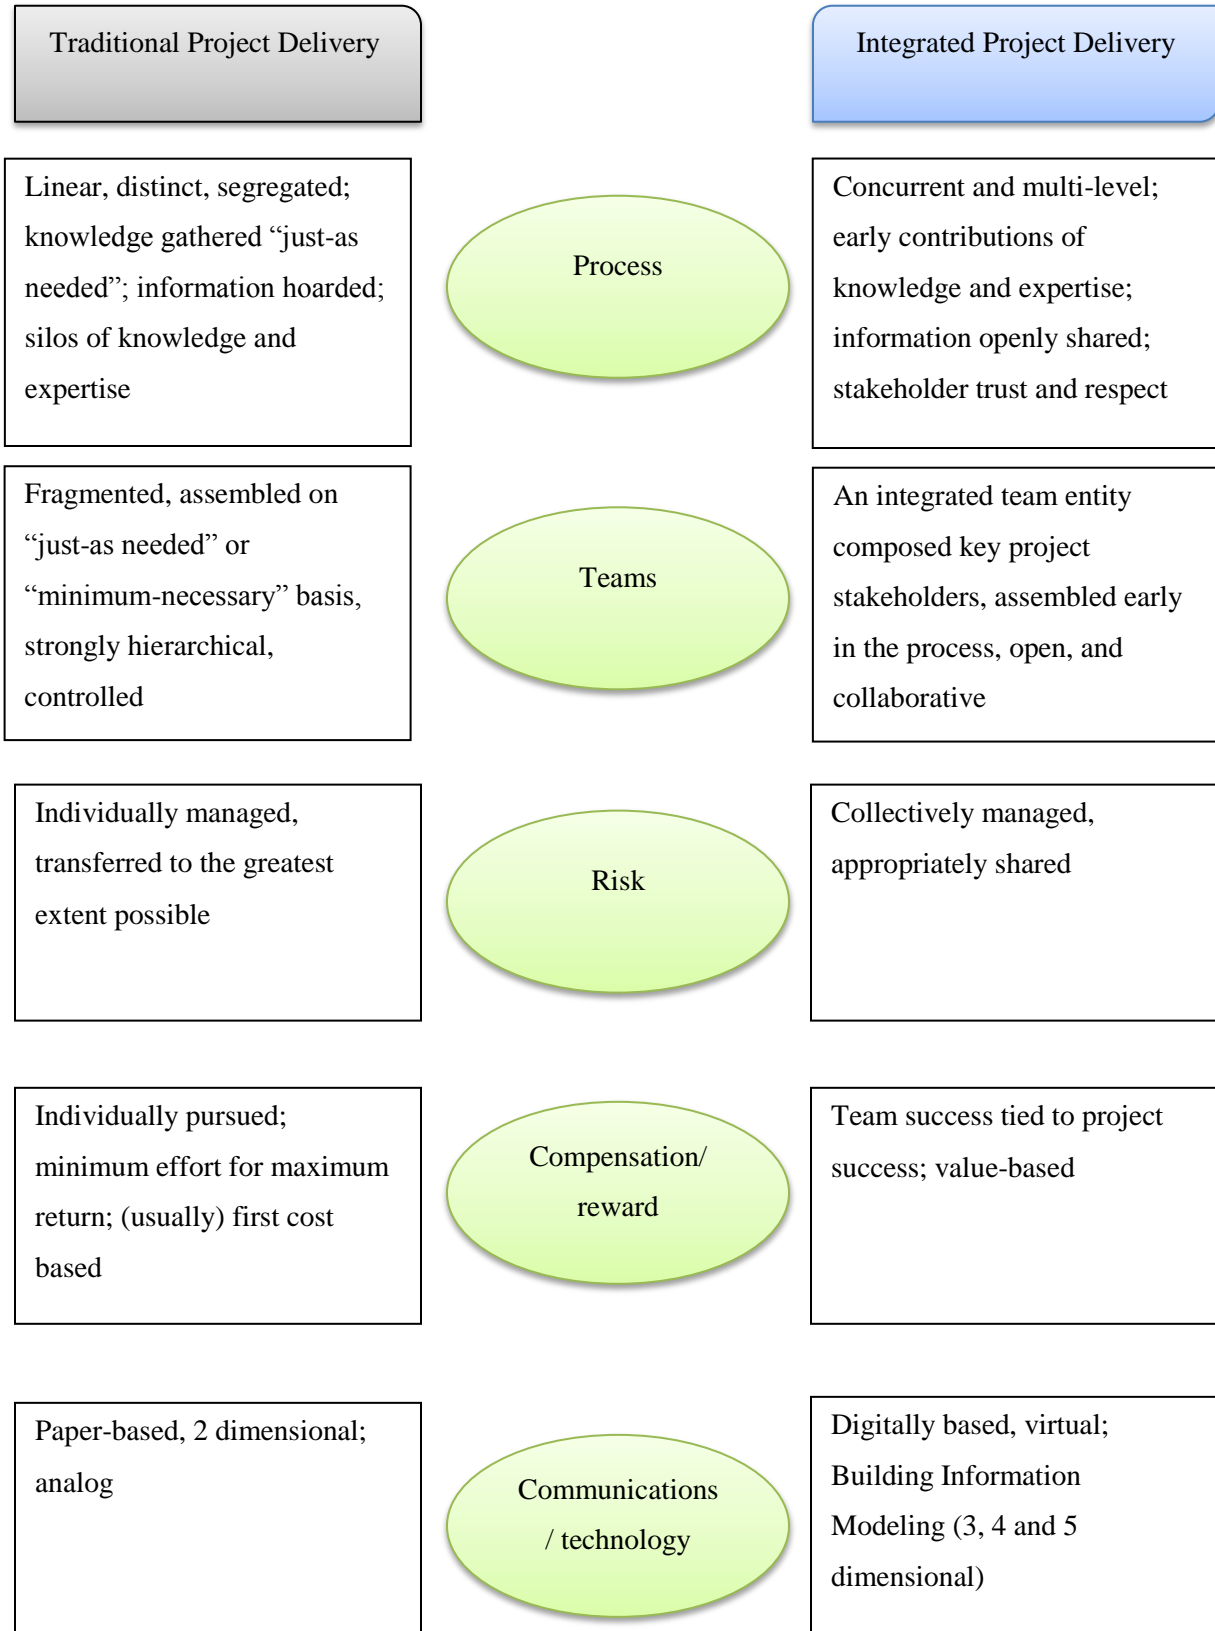 Traditional Project Delivery
Integrated Project Delivery
Linear, distinct, segregated;
knowledge gathered “just-as
needed”; information hoarded;
silos of knowledge and
expertise
Process
Concurrent and multi-level;
early contributions of
knowledge and expertise;
information openly shared;
stakeholder trust and respect
Fragmented, assembled on
“just-as needed” or
“minimum-necessary” basis,
strongly hierarchical,
controlled
Teams
An integrated team entity
composed key project
stakeholders, assembled early
in the process, open, and
collaborative
Individually managed,
transferred to the greatest
extent possible
Risk
Collectively managed,
appropriately shared
Individually pursued;
minimum effort for maximum
return; (usually) first cost
based
Compensation/
reward
Team success tied to project
success; value-based
Paper-based, 2 dimensional;
analog
Communications
/ technology
Digitally based, virtual;
Building Information
Modeling (3, 4 and 5
dimensional)